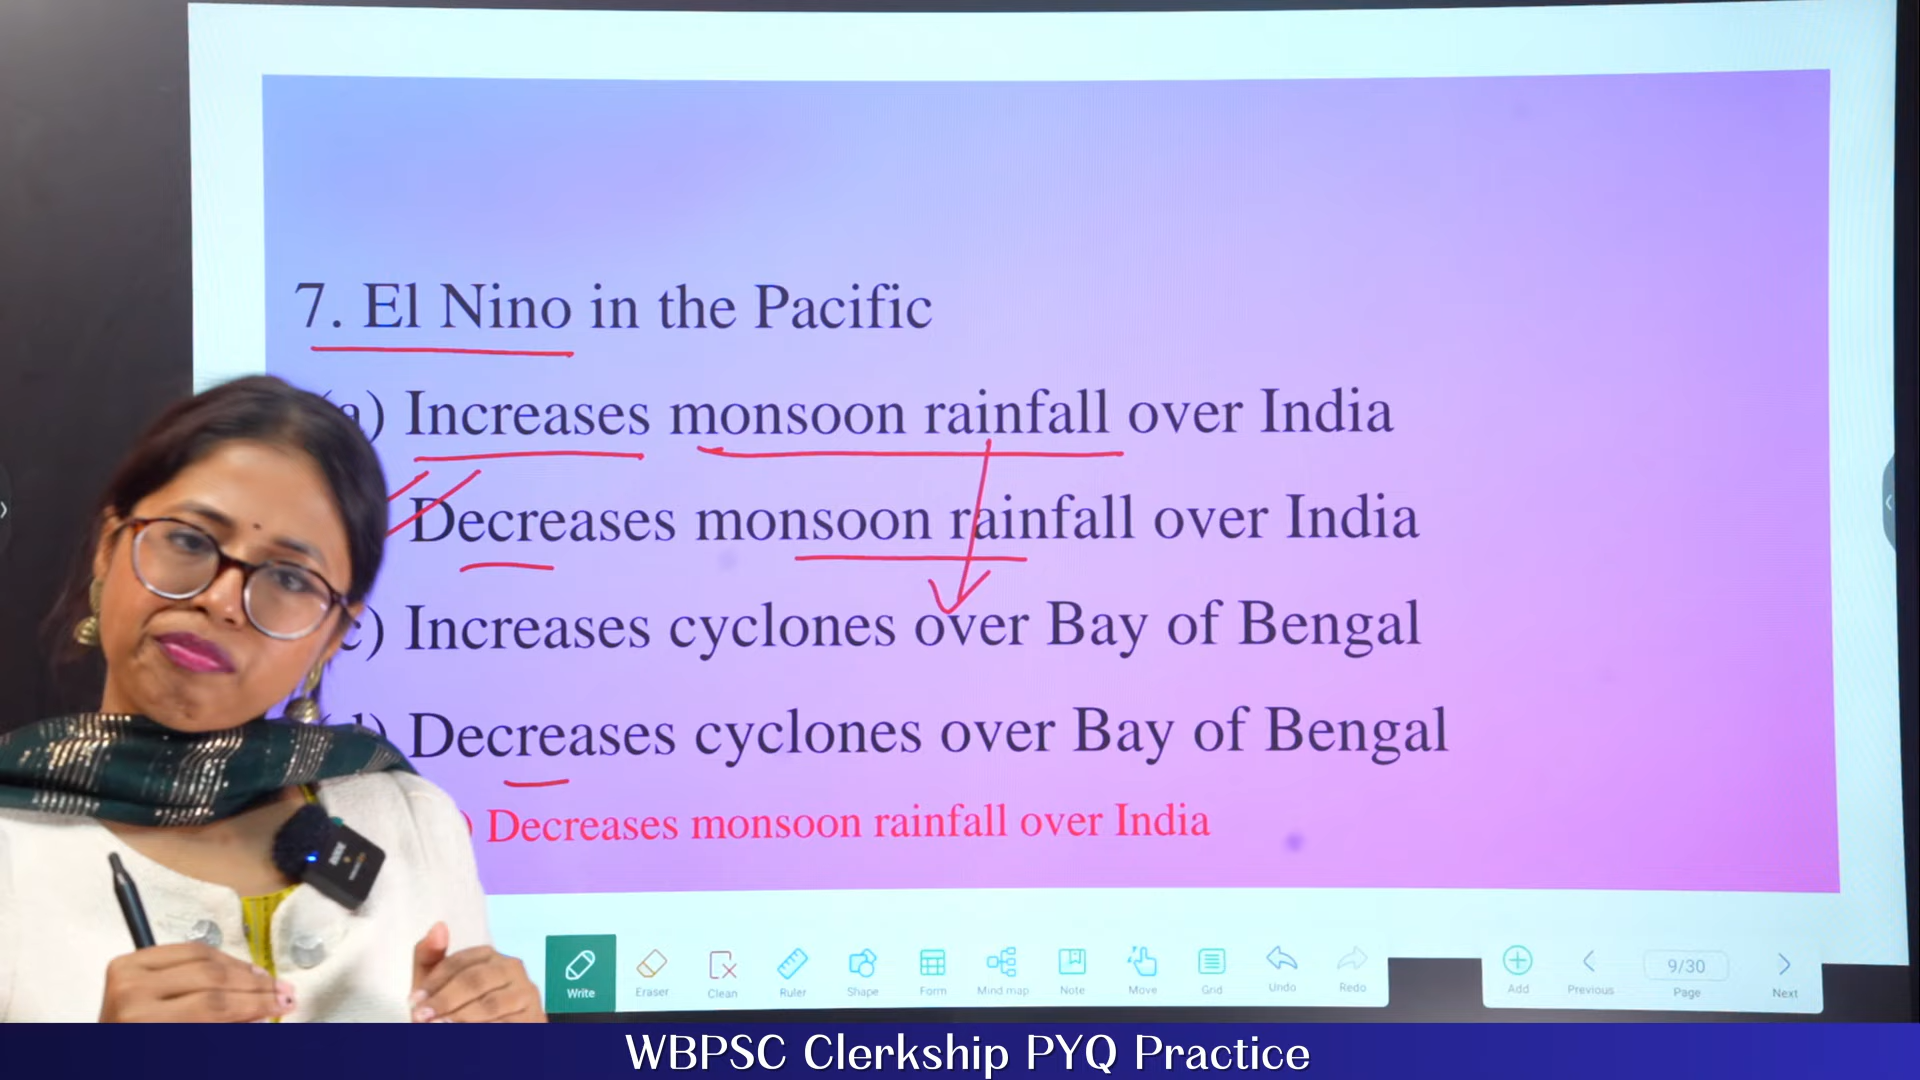 7. El Nino in the Pacific
a) Increases monsoon rainfall over India
Decreases monsoon rainfall over India
c) Increases cyclones over Bay of Bengal
d) Decreases cyclones over Bay of Bengal
) Decreases monsoon rainfall over India
Write Eraser Clean Ruler Shape Form Mind map Note Move Grid Undo Redo Add Previous 9/30 Page Next
WBPSC Clerkship PYQ Practice